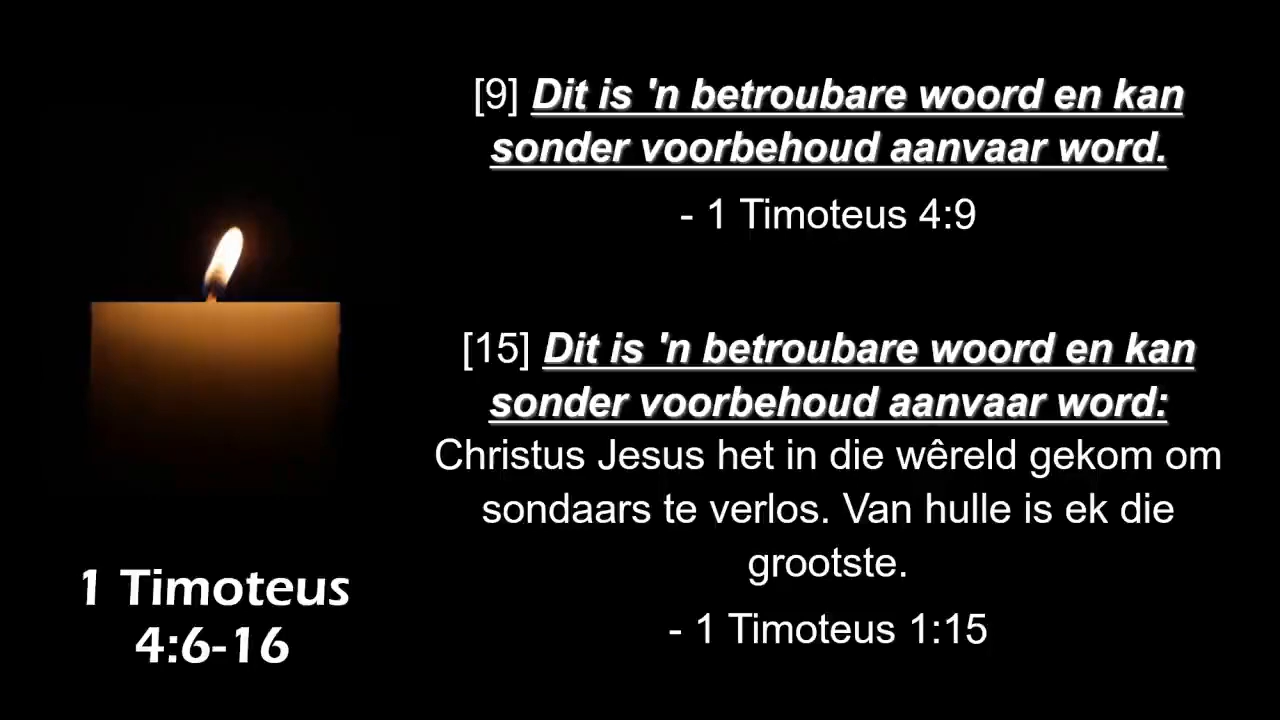 [9] Dit is 'n betroubare woord en kan
sonder voorbehoud aanvaar word.
- 1 Timoteus 4:9
[15] Dit is 'n betroubare woord en kan
sonder voorbehoud aanvaar word:
Christus Jesus het in die wêreld gekom om
sondaars te verlos. Van hulle is ek die
grootste.
- 1 Timoteus 1:15
1 Timoteus
4:6-16